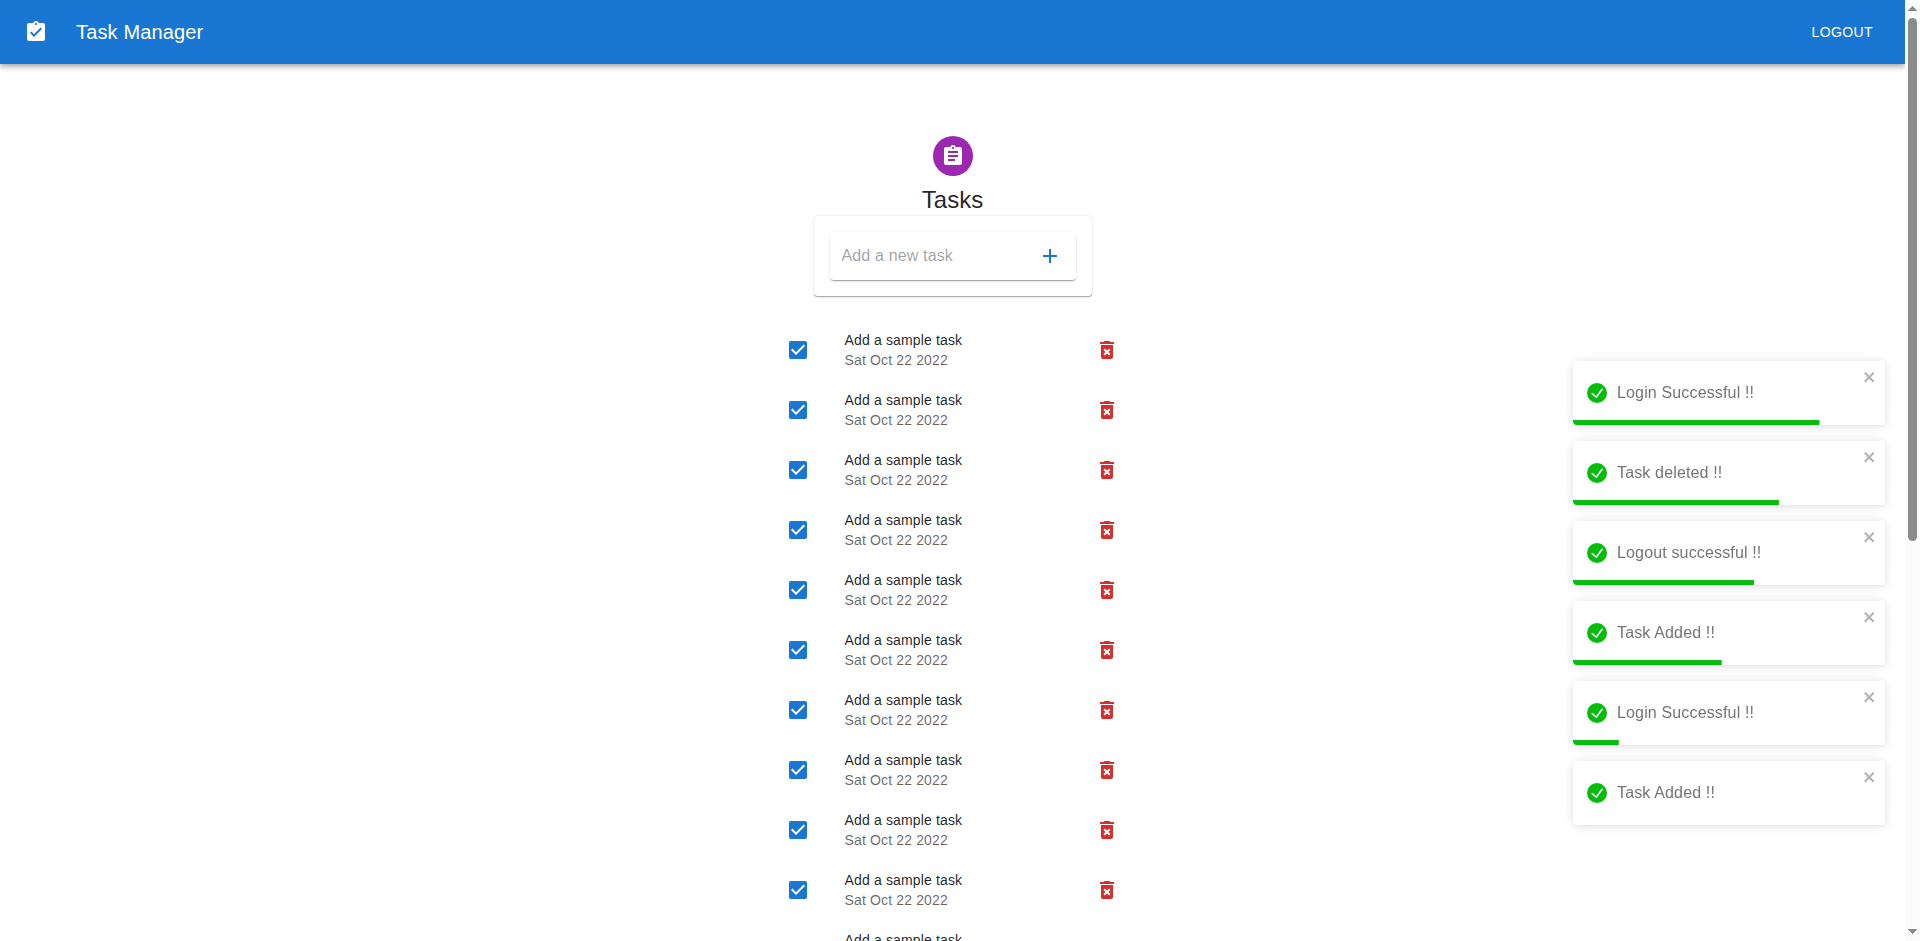 Task Manager
LOGOUT
Tasks
Add a new task
Add a sample task
Sat Oct 22 2022
Add a sample task
Sat Oct 22 2022
Add a sample task
Sat Oct 22 2022
Add a sample task
Sat Oct 22 2022
Add a sample task
Sat Oct 22 2022
Add a sample task
Sat Oct 22 2022
Add a sample task
Sat Oct 22 2022
Add a sample task
Sat Oct 22 2022
Add a sample task
Sat Oct 22 2022
Add a sample task
Sat Oct 22 2022
Add a sample task
Login Successful !!
Task deleted !!
Logout successful !!
Task Added !!
Login Successful !!
Task Added !!